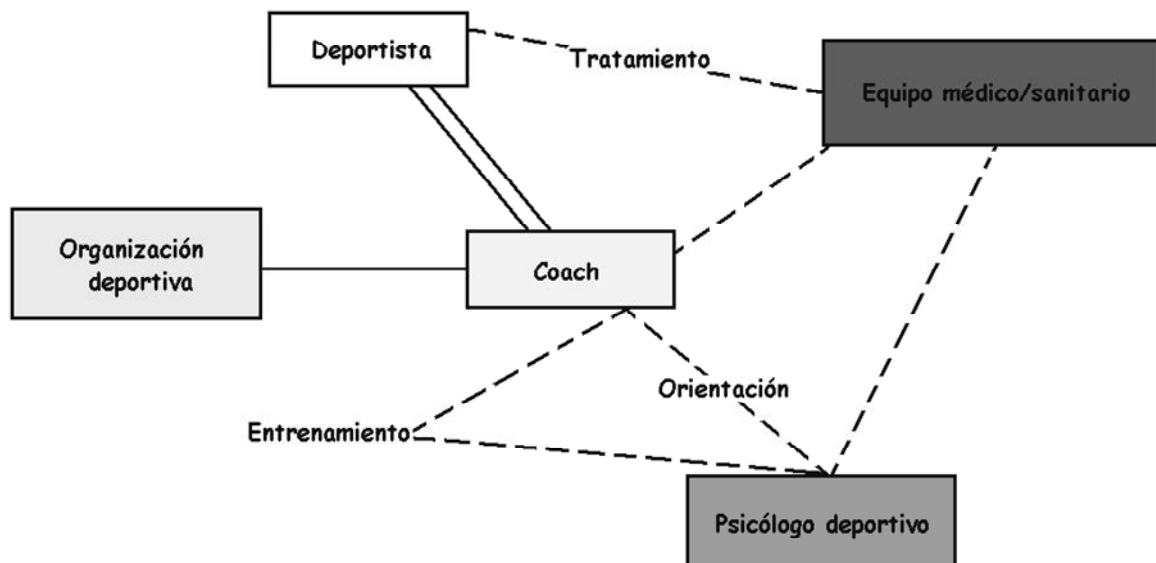 Deportista
Tratamiento
Equipo médico/sanitario
Organización
deportiva
Coach
Orientación
Entrenamiento
Psicólogo deportivo